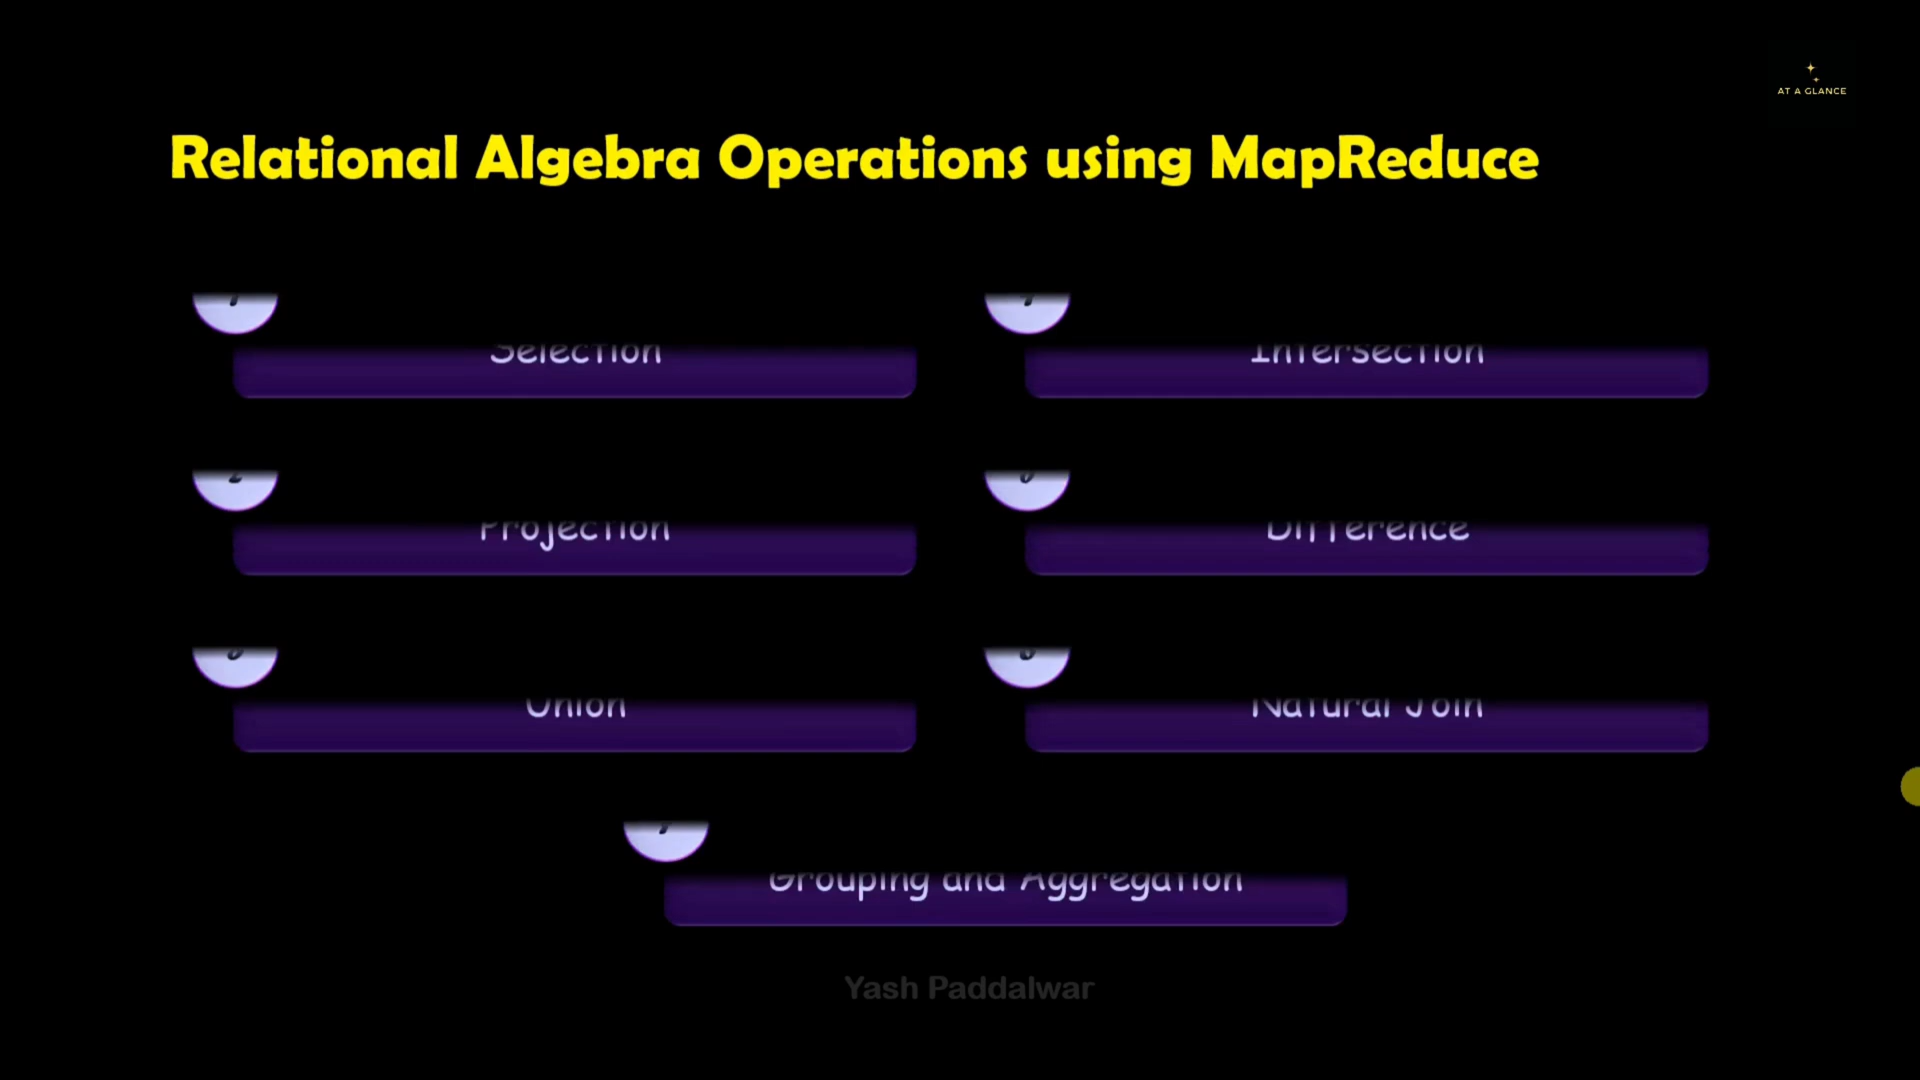 AT A GLANCE
Relational Algebra Operations using MapReduce
Selection
Intersection
Projection
Difference
Union
Natural Join
Grouping and Aggregation
Yash Paddalwar